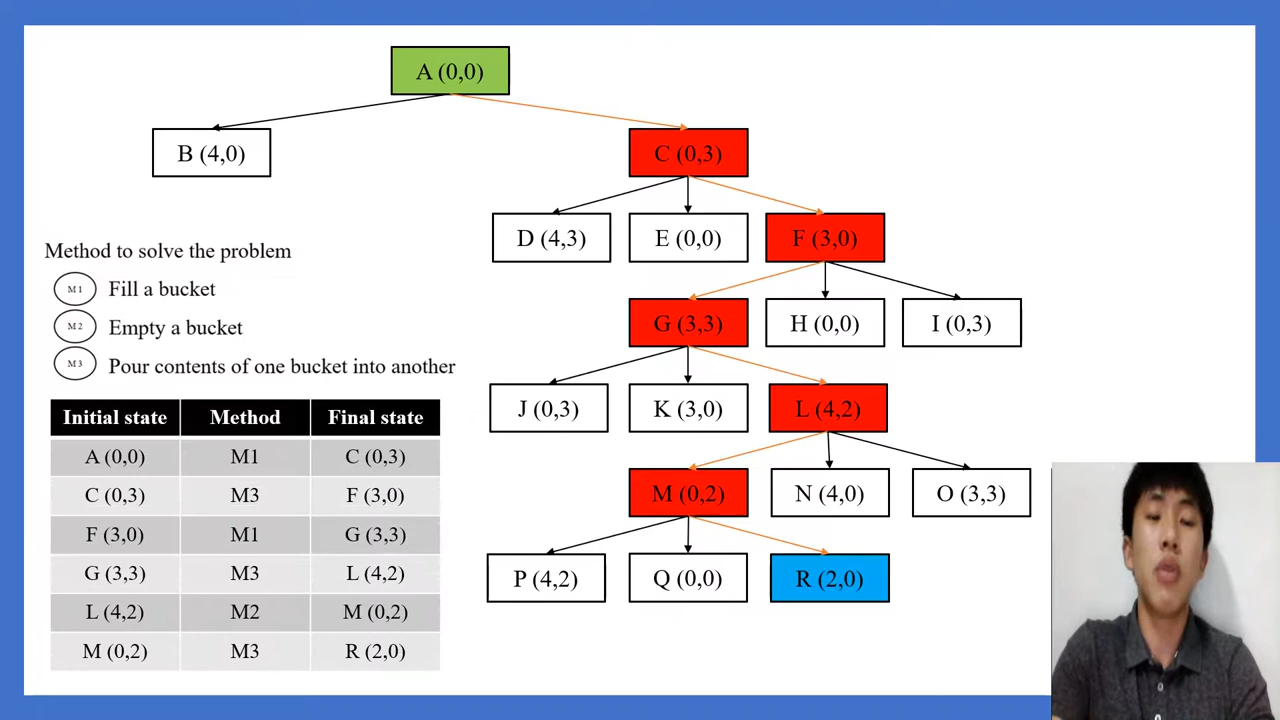 A (0,0)
B (4,0)
C (0,3)
D (4,3)
E (0,0)
F (3,0)
Method to solve the problem
M 1 Fill a bucket
M 2 Empty a bucket
M 3 Pour contents of one bucket into another
G (3,3)
H (0,0)
I (0,3)
J (0,3)
K (3,0)
L (4,2)
M (0,2)
N (4,0)
O (3,3)
P (4,2)
Q (0,0)
R (2,0)
Initial state Method Final state
A (0,0) M1 C (0,3)
C (0,3) M3 F (3,0)
F (3,0) M1 G (3,3)
G (3,3) M3 L (4,2)
L (4,2) M2 M (0,2)
M (0,2) M3 R (2,0)